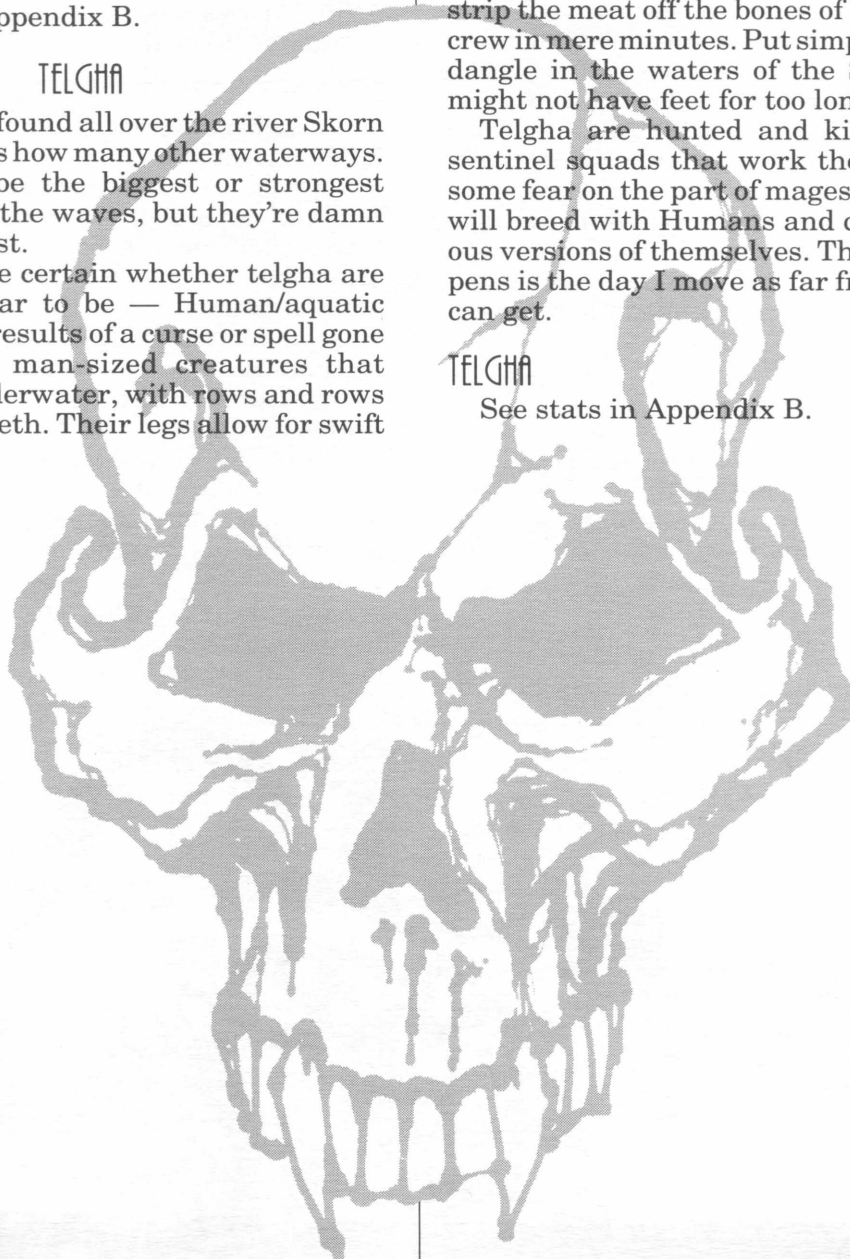 ppendix B.
TELGHA
found all over the river Skorn
s how many other waterways.
be the biggest or strongest
the waves, but they're damn
st.
e certain whether telgha are
ar to be — Human/aquatic
results of a curse or spell gone
man-sized creatures that
derwater, with rows and rows
eth. Their legs allow for swift
strip the meat off the bones of
crew in mere minutes. Put simp
dangle in the waters of the
might not have feet for too lon
Telgha are hunted and ki
sentinel squads that work the
some fear on the part of mages
will breed with Humans and c
ous versions of themselves. Th
pens is the day I move as far fr
can get.
TELGHA
See stats in Appendix B.